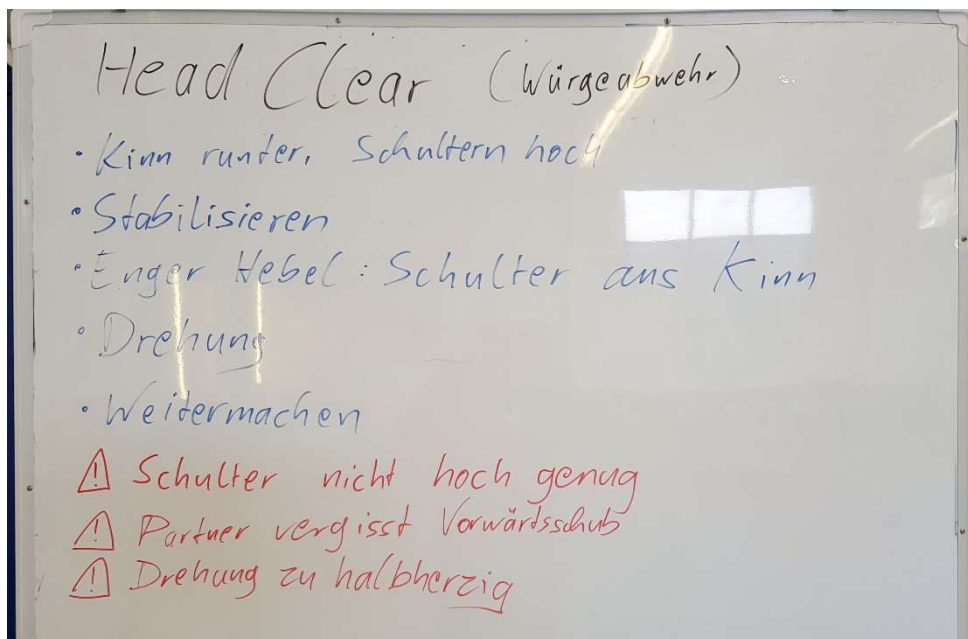 Head Clear (Würgeabwehr)
• Kinn runter, Schultern hoch
• Stabilisieren
• Enger Hebel: Schulter ans Kinn
• Drehung
• Weitermachen
⚠ Schulter nicht hoch genug
⚠ Partner vergisst Vorwärtsschub
⚠ Drehung zu halbherzig